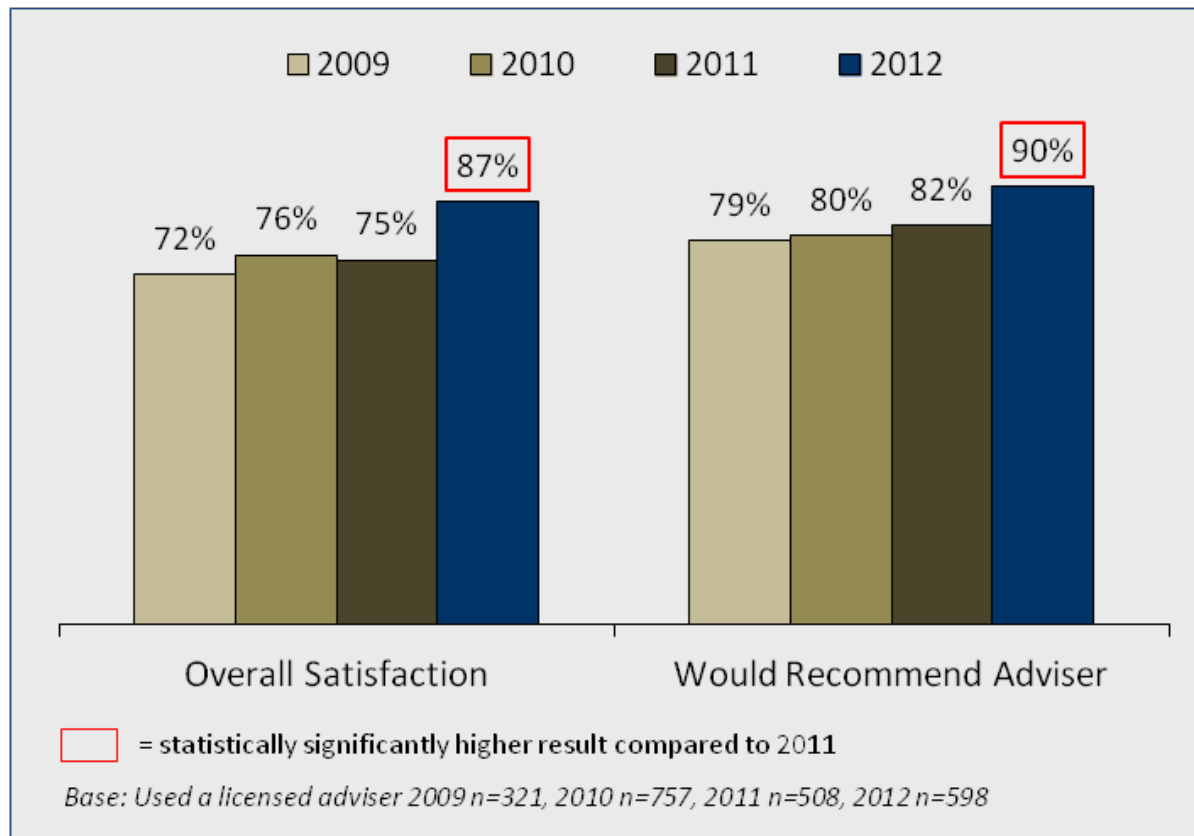 2009 2010 2011 2012
72% 76% 75% 87% 79% 80% 82% 90%
Overall Satisfaction Would Recommend Adviser
= statistically significantly higher result compared to 2011
Base: Used a licensed adviser 2009 n=321, 2010 n=757, 2011 n=508, 2012 n=598